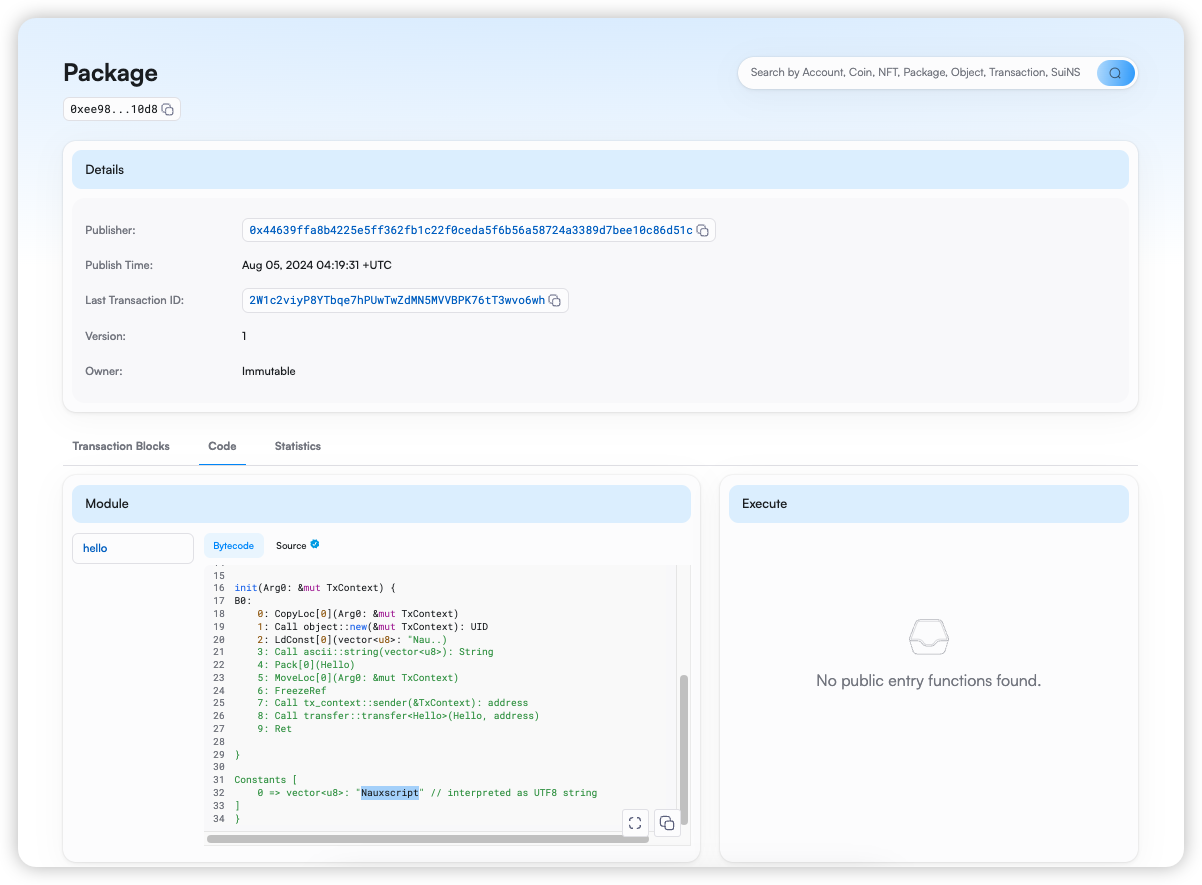 Package
Search by Account, Coin, NFT, Package, Object, Transaction, SuiNS
0xee98...10d8
Details
Publisher: 0x44639ffa8b4225e5ff362fb1c22f0ceda5f6b56a58724a3389d7bee10c86d51c
Publish Time: Aug 05, 2024 04:19:31 +UTC
Last Transaction ID: 2W1c2viyP8YTbqe7hPUwTwZdMN5MVVBPK76tT3wvo6wh
Version: 1
Owner: Immutable
Transaction Blocks Code Statistics
Module
hello
Bytecode Source
15
16 init(Arg0: &mut TxContext) {
17 B0:
18 0: CopyLoc[0](Arg0: &mut TxContext)
19 1: Call object::new(&mut TxContext): UID
20 2: LdConst[0](vector<u8>: "Nau..)
21 3: Call ascii::string(vector<u8>): String
22 4: Pack[0](Hello)
23 5: MoveLoc[0](Arg0: &mut TxContext)
24 6: FreezeRef
25 7: Call tx_context::sender(&TxContext): address
26 8: Call transfer::transfer<Hello>(Hello, address)
27 9: Ret
28
29 }
30
31 Constants [
32 0 => vector<u8>: "Nauxscript" // interpreted as UTF8 string
33 ]
34 }
Execute
No public entry functions found.